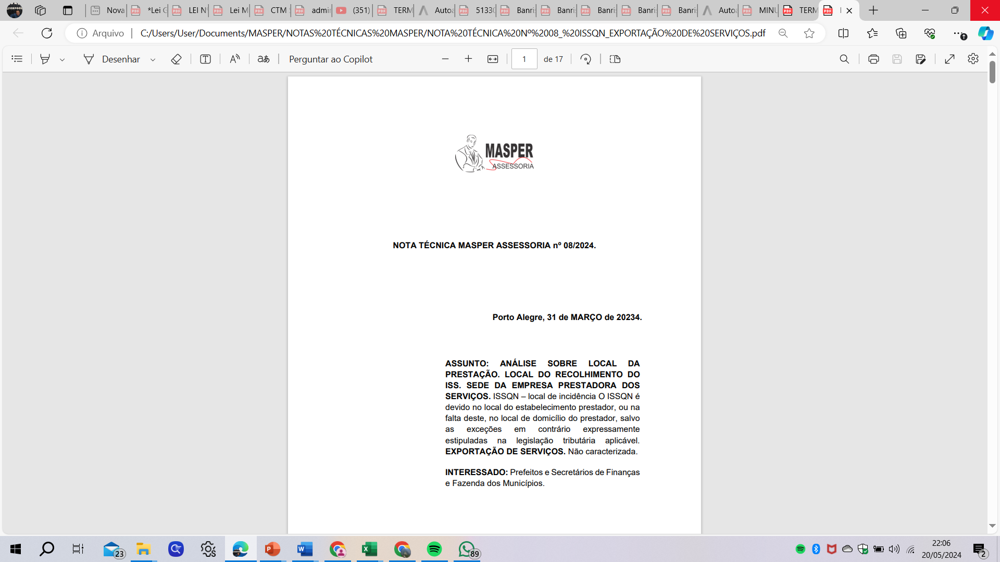 Nova
*Lei
LEI N
Lei M
CTM
admi
(351)
TERM
Autoa
5133
Banri
Banri
Banri
Banri
Banri
Auto
MINU
TERM
Arquivo
C:/Users/User/Documents/MASPER/NOTAS%20TÉCNICAS%20MASPER/NOTA%20TÉCNICA%20Nº%2008_%20ISSQN_EXPORTAÇÃO%20DE%20SERVIÇOS.pdf
Desenhar
Perguntar ao Copilot
1
de 17
MASPER
ASSESSORIA
NOTA TÉCNICA MASPER ASSESSORIA nº 08/2024.
Porto Alegre, 31 de MARÇO de 20234.
ASSUNTO: ANÁLISE SOBRE LOCAL DA
PRESTAÇÃO. LOCAL DO RECOLHIMENTO DO
ISS. SEDE DA EMPRESA PRESTADORA DOS
SERVIÇOS. ISSQN – local de incidência O ISSQN é
devido no local do estabelecimento prestador, ou na
falta deste, no local de domicílio do prestador, salvo
as exceções em contrário expressamente
estipuladas na legislação tributária aplicável.
EXPORTAÇÃO DE SERVIÇOS. Não caracterizada.
INTERESSADO: Prefeitos e Secretários de Finanças
e Fazenda dos Municípios.
23
89
22:06
20/05/2024
2